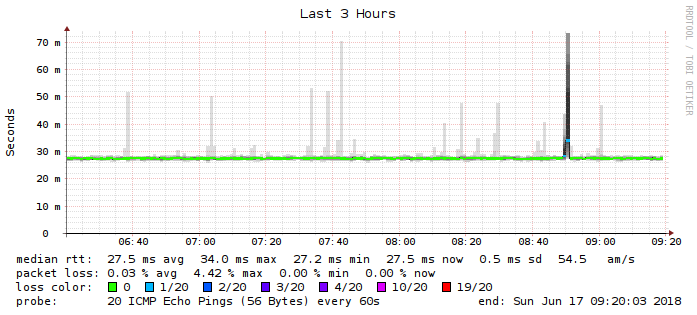 Last 3 Hours
RRDTOOL / TOBI OETIKER
Seconds
70 m
60 m
50 m
40 m
30 m
20 m
10 m
0
06:40 07:00 07:20 07:40 08:00 08:20 08:40 09:00 09:20
median rtt: 27.5 ms avg 34.0 ms max 27.2 ms min 27.5 ms now 0.5 ms sd 54.5 am/s
packet loss: 0.03 % avg 4.42 % max 0.00 % min 0.00 % now
loss color: 0 1/20 2/20 3/20 4/20 10/20 19/20
probe: 20 ICMP Echo Pings (56 Bytes) every 60s end: Sun Jun 17 09:20:03 2018